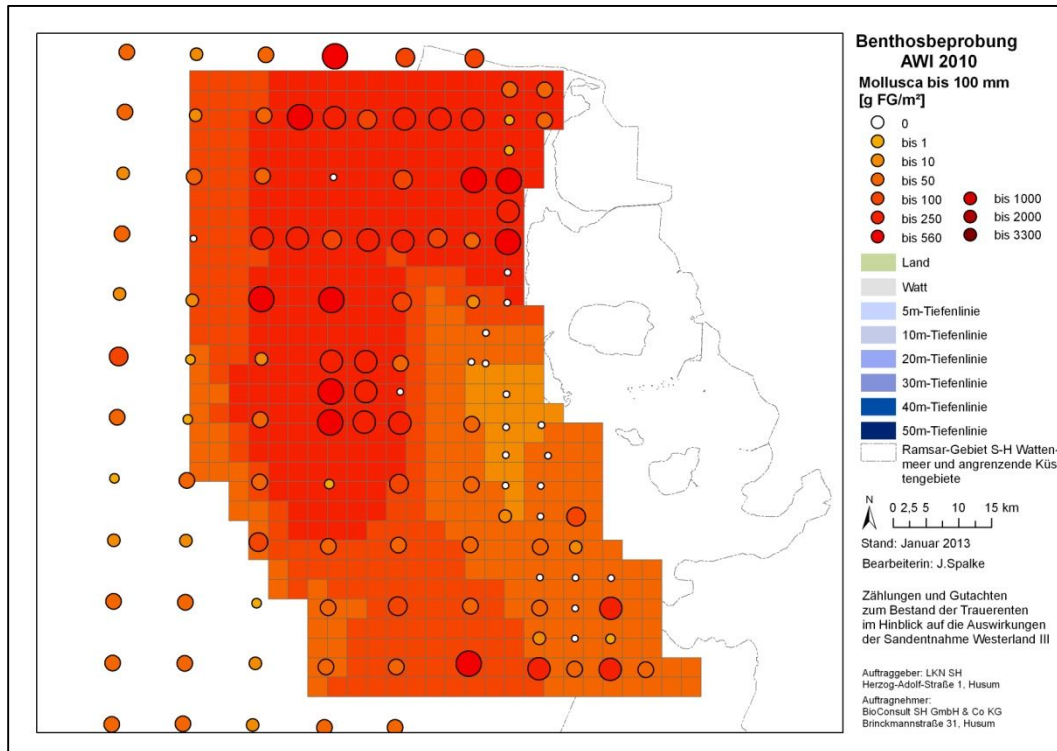 Benthosbeprobung
AWI 2010
Mollusca bis 100 mm
[g FG/m²]
0
bis 1
bis 10
bis 50
bis 100
bis 250
bis 560
bis 1000
bis 2000
bis 3300
Land
Watt
5m-Tiefenlinie
10m-Tiefenlinie
20m-Tiefenlinie
30m-Tiefenlinie
40m-Tiefenlinie
50m-Tiefenlinie
Ramsar-Gebiet S-H Watten-
meer und angrenzende Küs-
tengebiete
N
0 2,5 5 10 15 km
Stand: Januar 2013
Bearbeiterin: J.Spalke
Zählungen und Gutachten
zum Bestand der Trauerenten
im Hinblick auf die Auswirkungen
der Sandentnahme Westerland III
Auftraggeber: LKN SH
Herzog-Adolf-Straße 1, Husum
Auftragnehmer:
BioConsult SH GmbH & Co KG
Brinckmannstraße 31, Husum